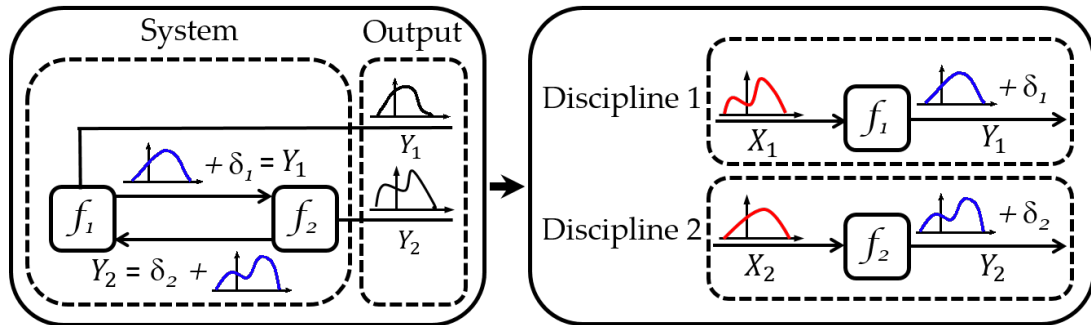 System
Output
Y₁
+ δ₁ = Y₁
f₁
f₂
Y₂
Y₂ = δ₂ +
Discipline 1
X₁
f₁
+ δ₁
Y₁
Discipline 2
X₂
f₂
+ δ₂
Y₂